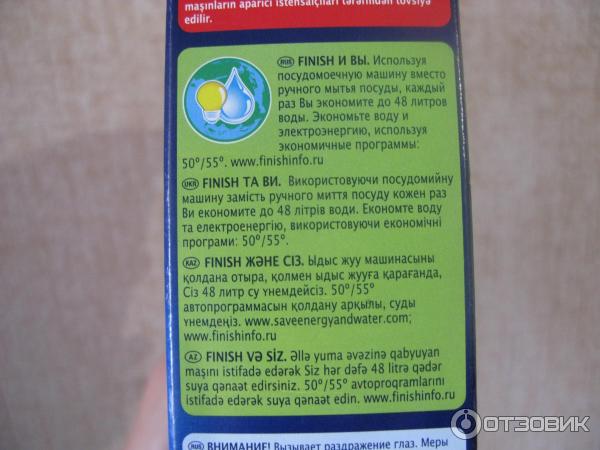 maşınların aparıcı istehsalçıları tərəfindən tövsiyə
edilir.
RUS FINISH И ВЫ. Используя
посудомоечную машину вместо
ручного мытья посуды, каждый
раз Вы экономите до 48 литров
воды. Экономьте воду и
электроэнергию, используя
экономичные программы:
50°/55°. www.finishinfo.ru
UKR FINISH ТА ВИ. Використовуючи посудомийну
машину замість ручного миття посуду кожен раз
Ви економите до 48 літрів води. Економте воду
та електроенергію, використовуючи економічні
програми: 50°/55°.
KAZ FINISH ЖӘНЕ СІЗ. Ыдыс жуу машинасыны
қолдана отыра, қолмен ыдыс жууға қарағанда,
Сіз 48 литр су үнемдейсіз. 50°/55°
автопрограммасын қолдану арқылы, суды
үнемдеңіз. www.saveenergyandwater.com;
www.finishinfo.ru
AZ FINISH VƏ SİZ. Əllə yuma əvəzinə qabyuyan
maşını istifadə edərək Siz hər dəfə 48 litrə qədər
suya qənaət edirsiniz. 50°/55° avtoproqramlarını
istifadə edərək suya qənaət edin. www.finishinfo.ru
RUS ВНИМАНИЕ! Вызывает раздражение глаз. Меры
ОТЗОВИК